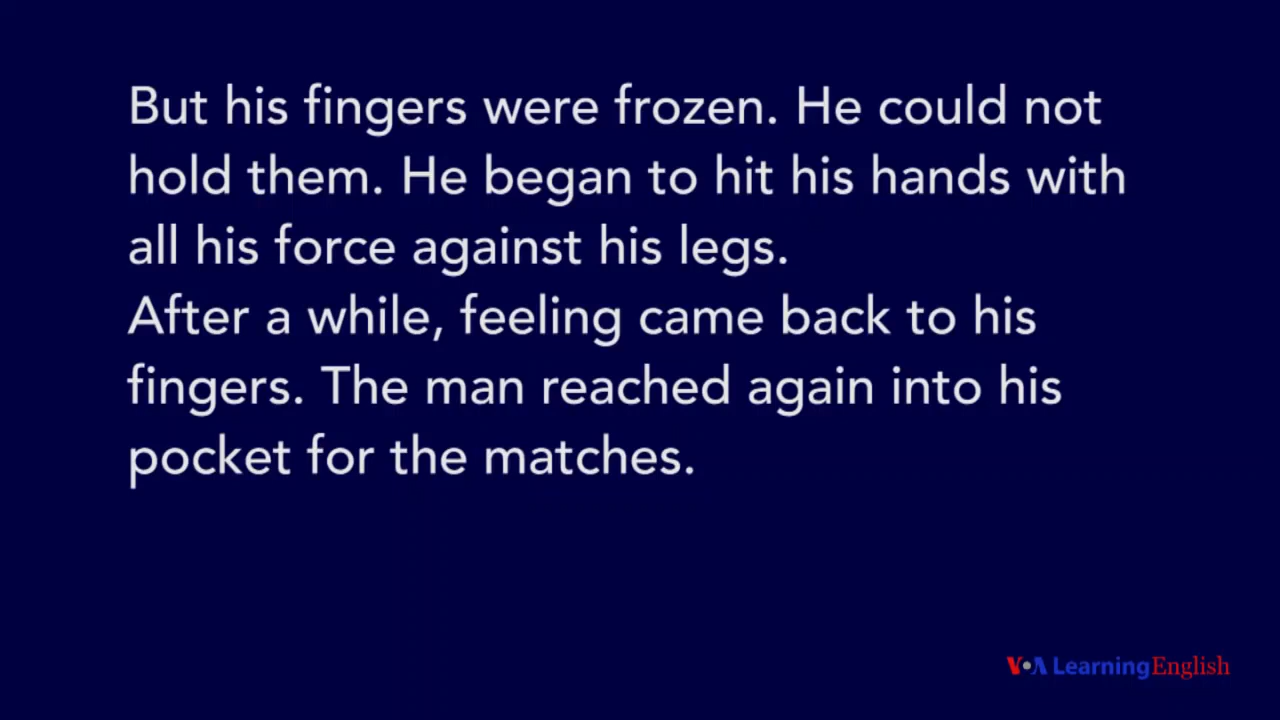 But his fingers were frozen. He could not
hold them. He began to hit his hands with
all his force against his legs.
After a while, feeling came back to his
fingers. The man reached again into his
pocket for the matches.
VOA Learning English